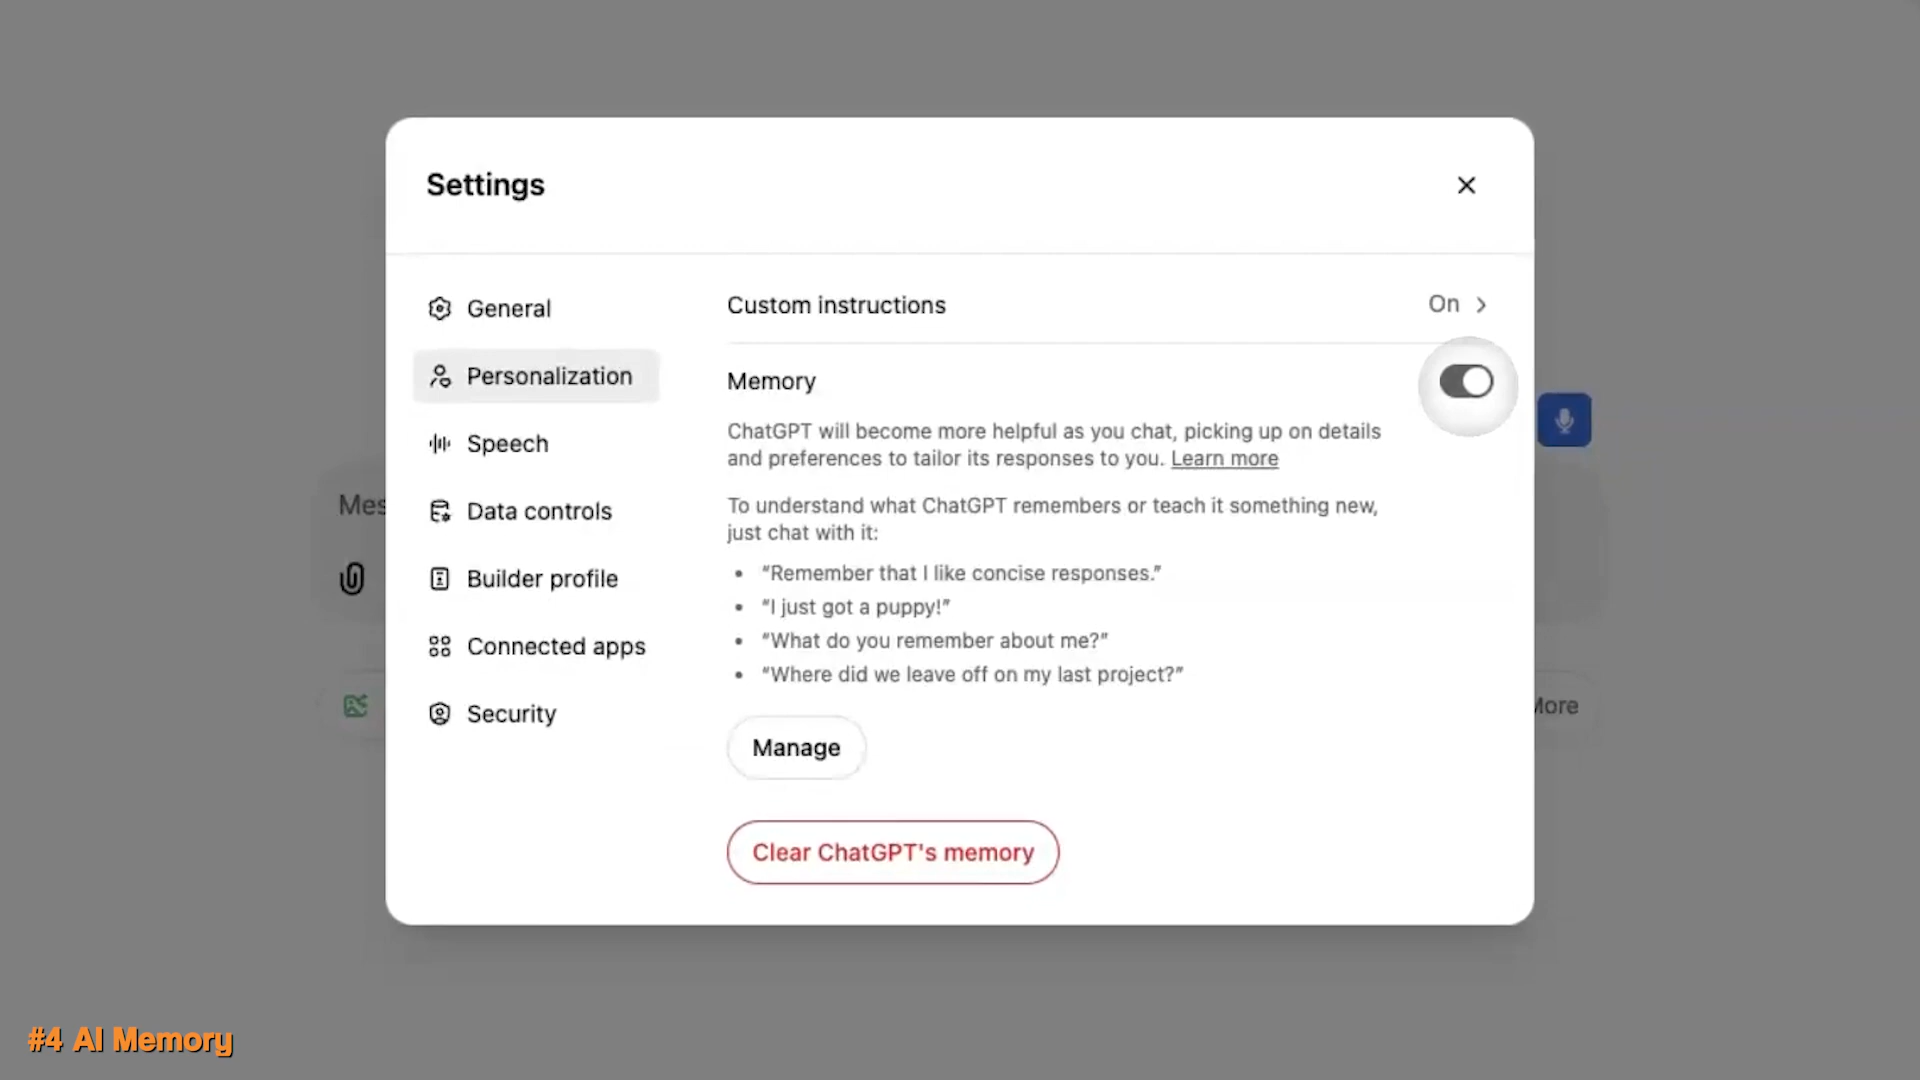 Settings
General
Personalization
Speech
Data controls
Builder profile
Connected apps
Security
Custom instructions
On
Memory
ChatGPT will become more helpful as you chat, picking up on details
and preferences to tailor its responses to you. Learn more
To understand what ChatGPT remembers or teach it something new,
just chat with it:
• “Remember that I like concise responses.”
• “I just got a puppy!”
• “What do you remember about me?”
• “Where did we leave off on my last project?”
Manage
Clear ChatGPT's memory
Mes
More
#4 AI Memory